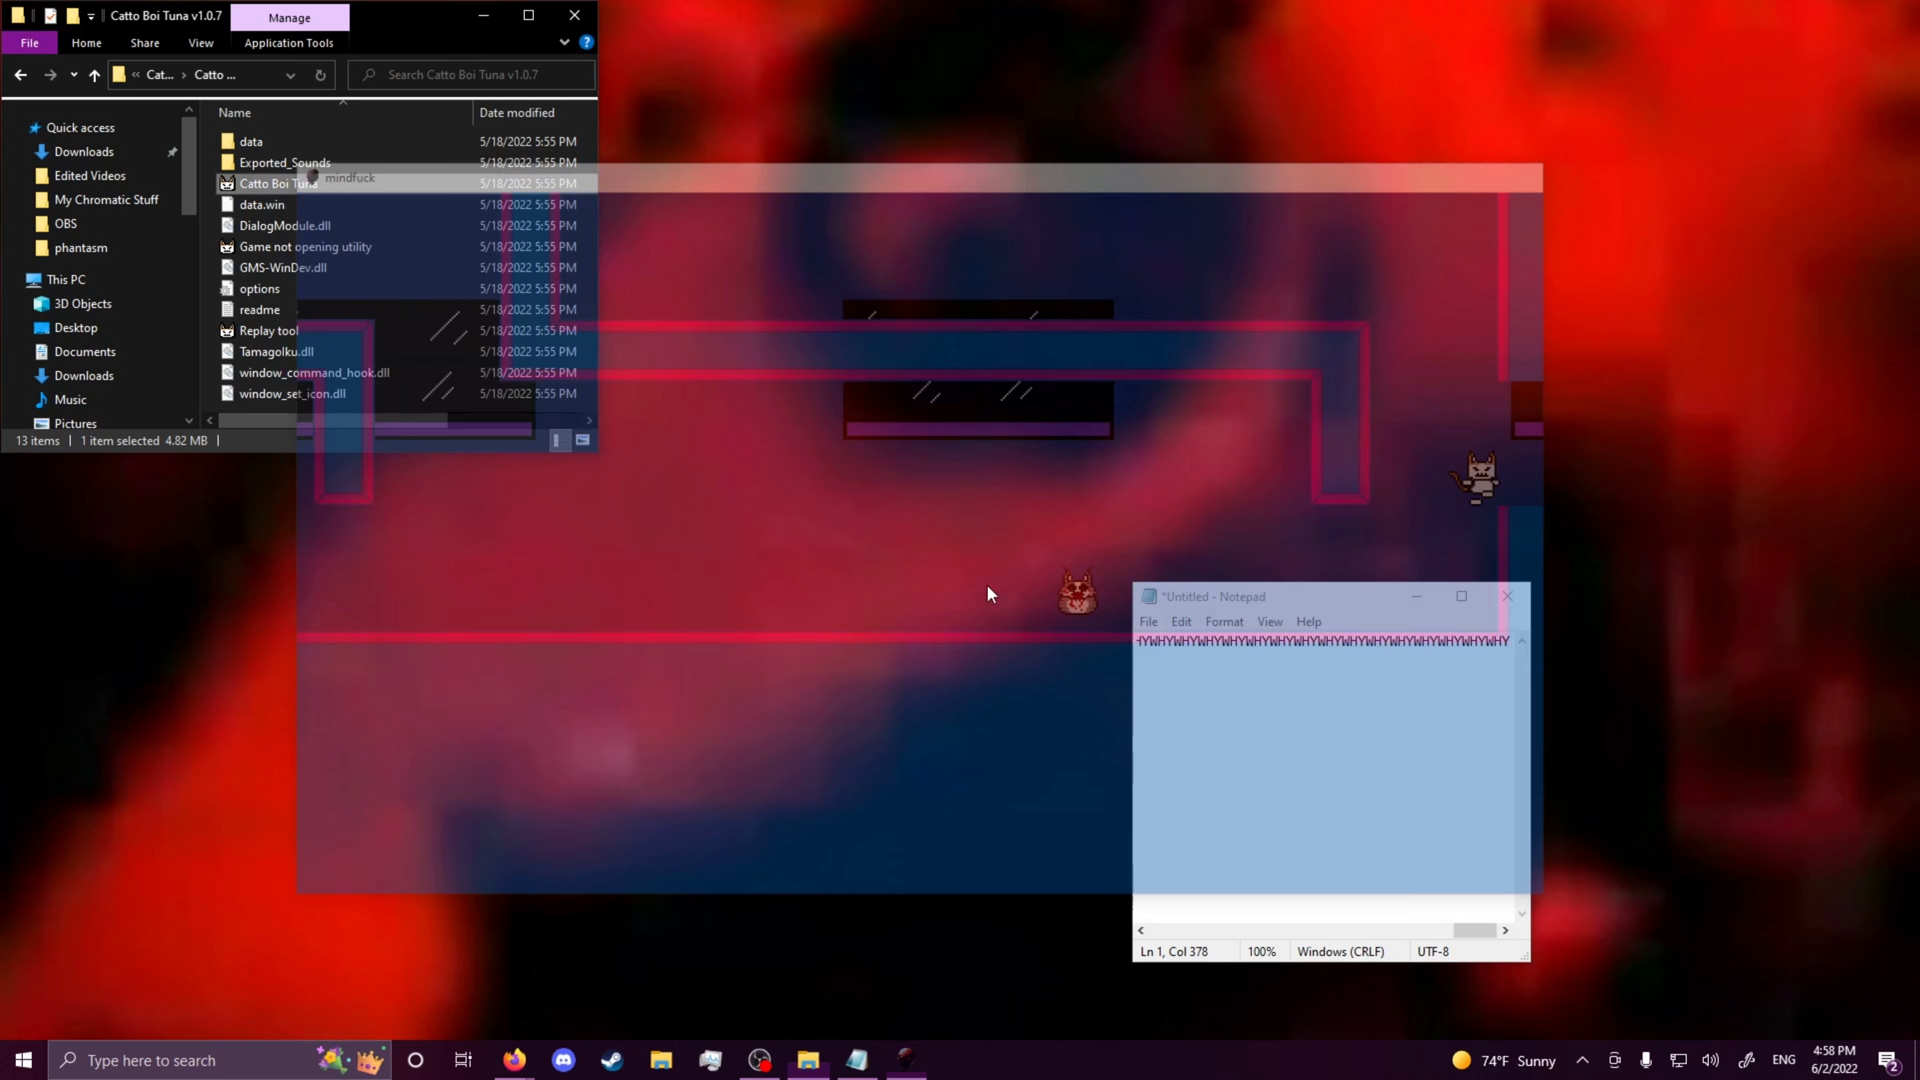 Catto Boi Tuna v1.0.7
Manage
File Home Share View Application Tools
« Cat... › Catto ...
Search Catto Boi Tuna v1.0.7
Name Date modified
Quick access
Downloads
Edited Videos
My Chromatic Stuff
OBS
phantasm
This PC
3D Objects
Desktop
Documents
Downloads
Music
Pictures
data 5/18/2022 5:55 PM
Exported_Sounds 5/18/2022 5:55 PM
Catto Boi Tuna 5/18/2022 5:55 PM
data.win 5/18/2022 5:55 PM
DialogModule.dll 5/18/2022 5:55 PM
Game not opening utility 5/18/2022 5:55 PM
GMS-WinDev.dll 5/18/2022 5:55 PM
options 5/18/2022 5:55 PM
readme 5/18/2022 5:55 PM
Replay tool 5/18/2022 5:55 PM
Tamagolku.dll 5/18/2022 5:55 PM
window_command_hook.dll 5/18/2022 5:55 PM
window_set_icon.dll 5/18/2022 5:55 PM
13 items 1 item selected 4.82 MB
mindfuck
*Untitled - Notepad
File Edit Format View Help
HYWHYWHYWHYWHYWHYWHYWHYWHYWHYWHYWHYWHYWHYWHYWHY
Ln 1, Col 378 100% Windows (CRLF) UTF-8
Type here to search
74°F Sunny
ENG
4:58 PM
6/2/2022
2